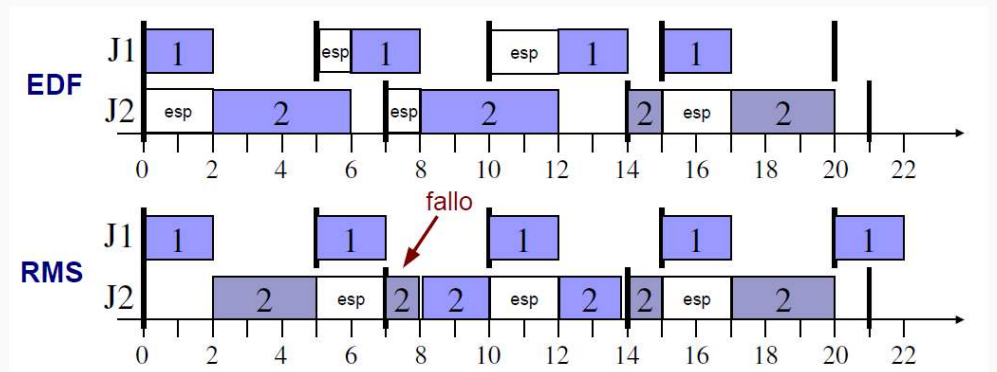 J1 1 esp 1 esp 1 1
EDF
J2 esp 2 esp 2 2 esp 2
0 2 4 6 8 10 12 14 16 18 20 22
fallo
J1 1 1 1 1 1
RMS
J2 2 esp 2 2 esp 2 2 esp 2
0 2 4 6 8 10 12 14 16 18 20 22